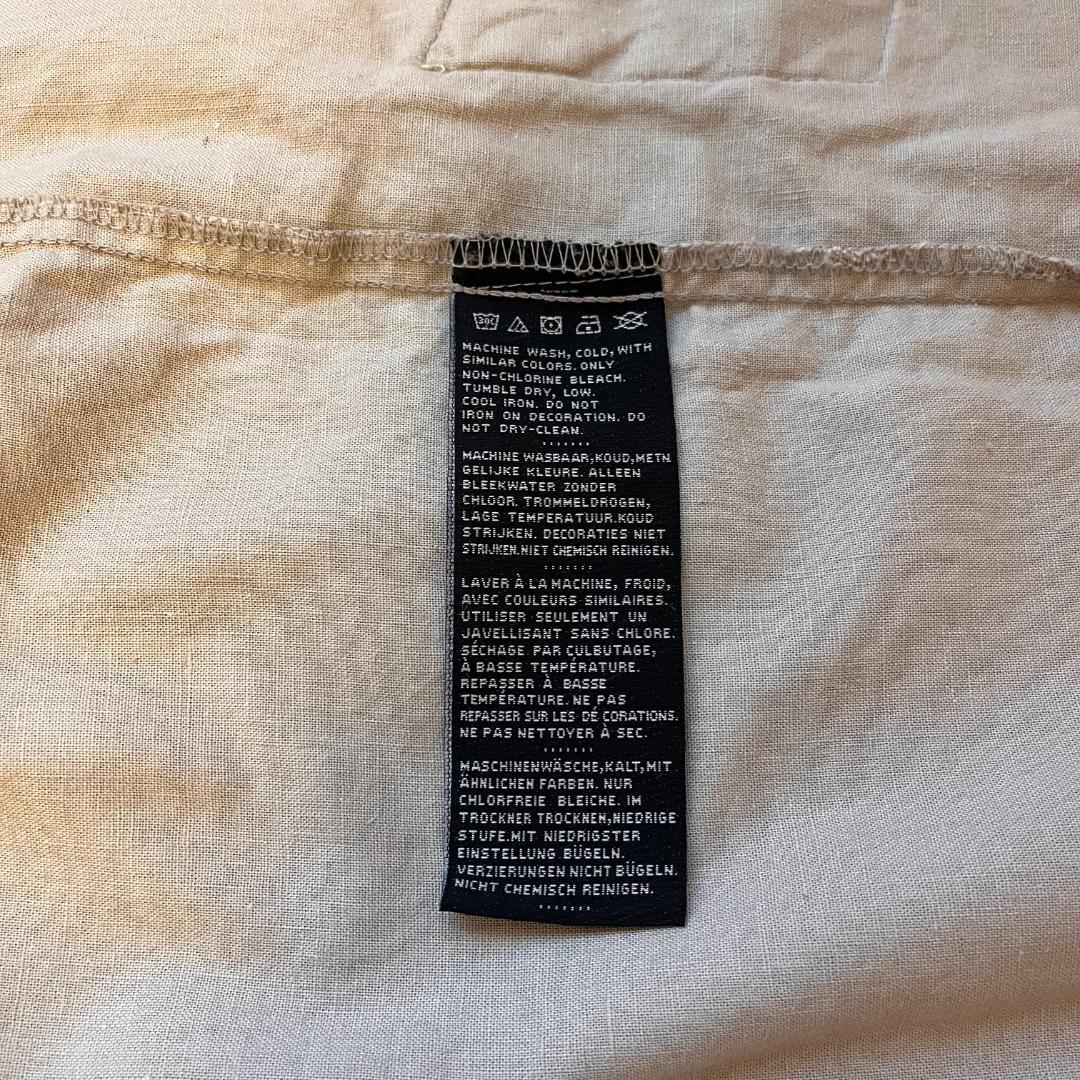 30C
MACHINE WASH, COLD, WITH
SIMILAR COLORS. ONLY
NON-CHLORINE BLEACH.
TUMBLE DRY, LOW.
COOL IRON. DO NOT
IRON ON DECORATION. DO
NOT DRY-CLEAN.
MACHINE WASBAAR,KOUD,METN
GELIJKE KLEURE. ALLEEN
BLEEKWATER ZONDER
CHLOOR. TROMMELDROGEN,
LAGE TEMPERATUUR.KOUD
STRIJKEN. DECORATIES NIET
STRIJKEN.NIET CHEMISCH REINIGEN.
LAVER À LA MACHINE, FROID,
AVEC COULEURS SIMILAIRES.
UTILISER SEULEMENT UN
JAVELLISANT SANS CHLORE.
SÉCHAGE PAR CULBUTAGE,
À BASSE TEMPÉRATURE.
REPASSER À BASSE
TEMPÉRATURE. NE PAS
REPASSER SUR LES DÉ CORATIONS.
NE PAS NETTOYER À SEC.
MASCHINENWÄSCHE,KALT,MIT
ÄHNLICHEN FARBEN. NUR
CHLORFREIE BLEICHE. IM
TROCKNER TROCKNEN,NIEDRIGE
STUFE.MIT NIEDRIGSTER
EINSTELLUNG BÜGELN.
VERZIERUNGEN NICHT BÜGELN.
NICHT CHEMISCH REINIGEN.